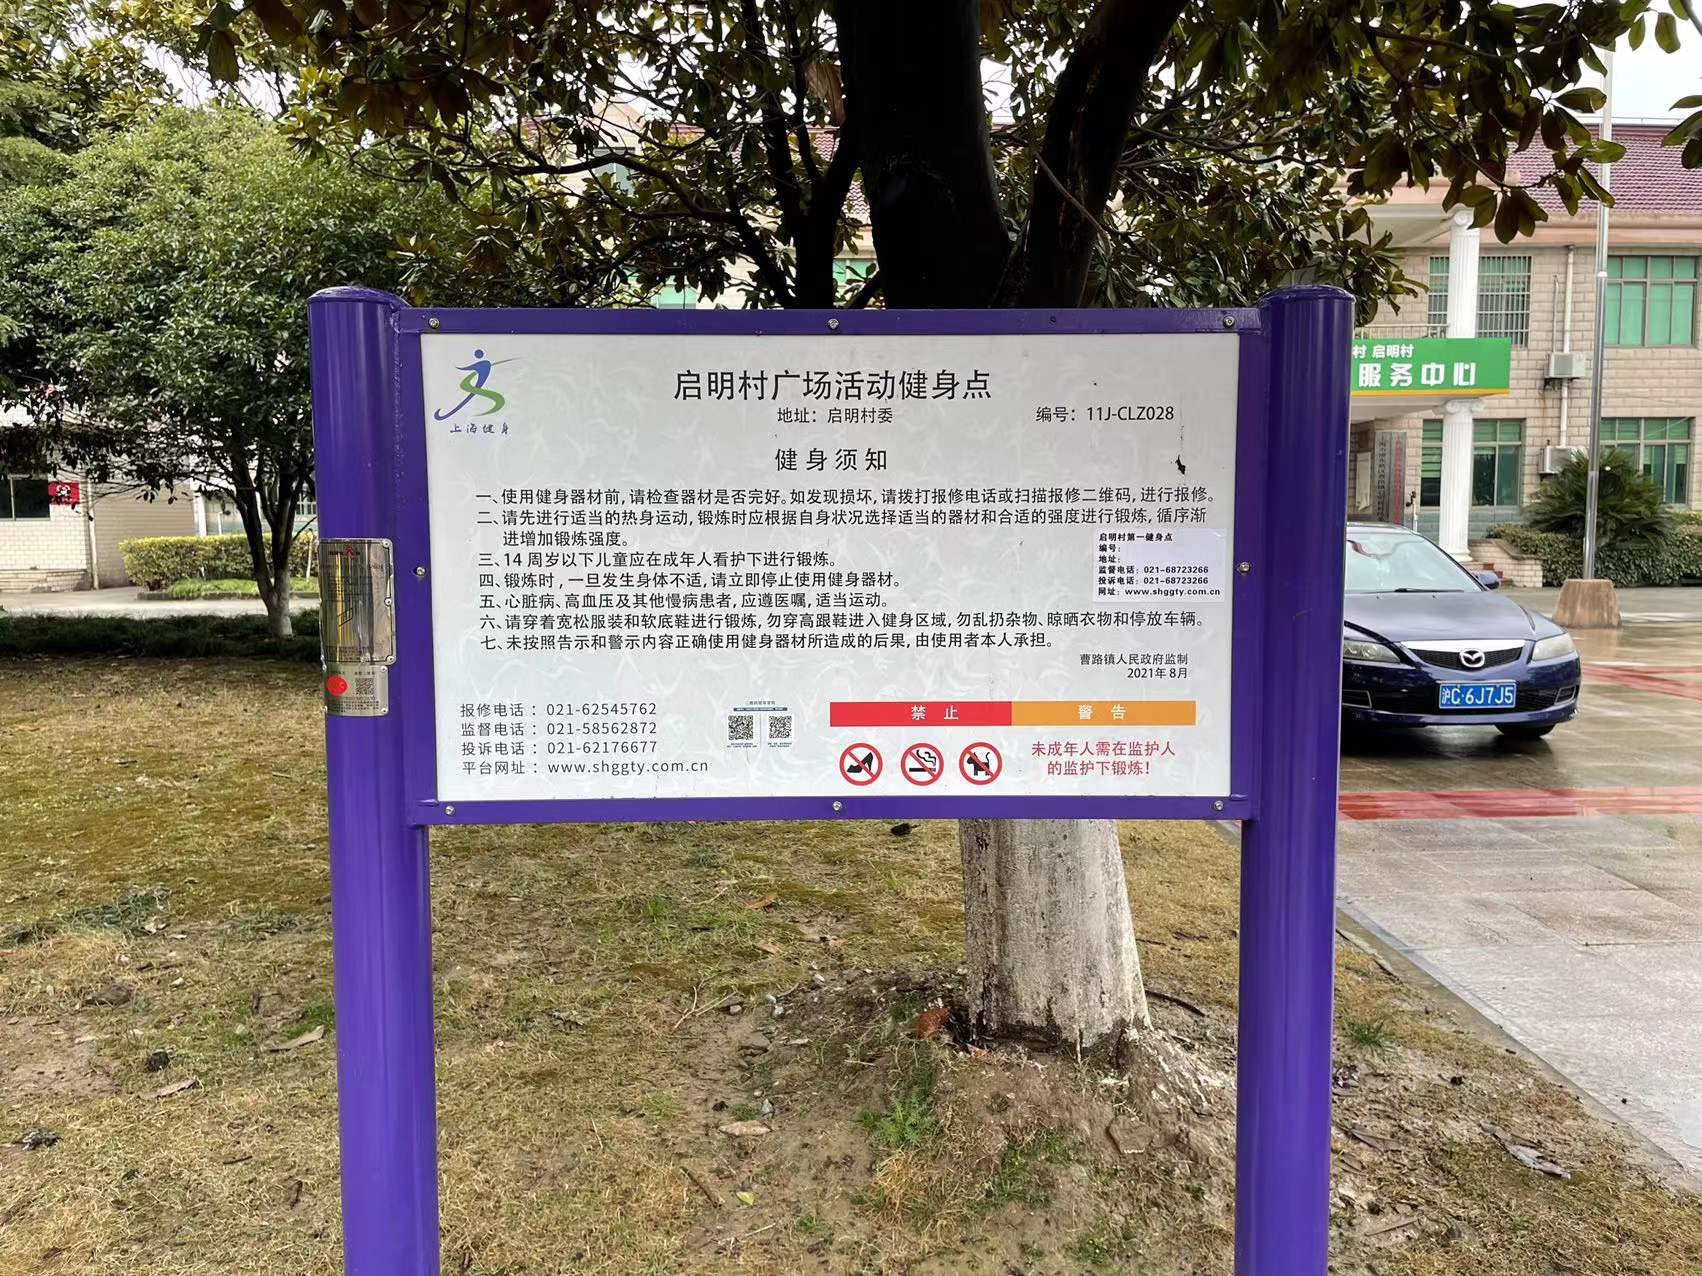 上海健身
启明村广场活动健身点
地址：启明村委
编号：11J-CLZ028
健身须知
一、使用健身器材前,请检查器材是否完好。如发现损坏,请拨打报修电话或扫描报修二维码,进行报修。
二、请先进行适当的热身运动,锻炼时应根据自身状况选择适当的器材和合适的强度进行锻炼,循序渐
进增加锻炼强度。
三、14周岁以下儿童应在成年人看护下进行锻炼。
四、锻炼时,一旦发生身体不适,请立即停止使用健身器材。
五、心脏病、高血压及其他慢病患者,应遵医嘱,适当运动。
六、请穿着宽松服装和软底鞋进行锻炼,勿穿高跟鞋进入健身区域,勿乱扔杂物、晾晒衣物和停放车辆。
七、未按照告示和警示内容正确使用健身器材所造成的后果,由使用者本人承担。
启明村第一健身点
编号:
地址:
监督电话: 021-68723266
投诉电话: 021-68723266
网址: www.shggty.com.cn
曹路镇人民政府监制
2021年8月
报修电话：021-62545762
监督电话：021-58562872
投诉电话：021-62176677
平台网址：www.shggty.com.cn
禁 止
警 告
未成年人需在监护人
的监护下锻炼!
村 启明村
服务中心
沪C·6J7J5